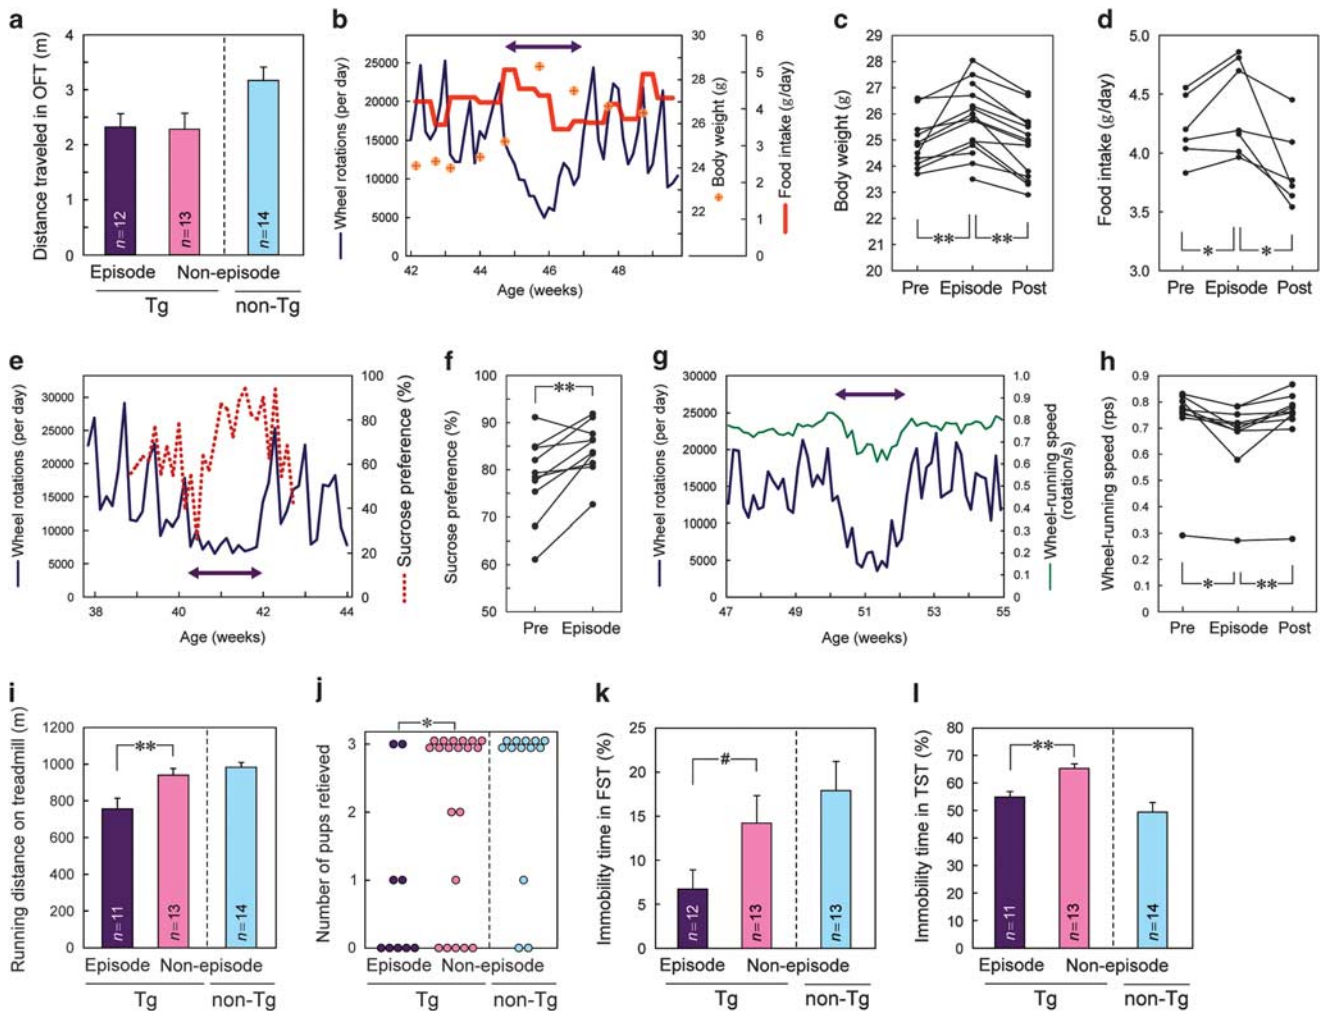 a
Distance traveled in OFT (m)
4
3
2
1
0
n=12
n=13
n=14
Episode Non-episode
Tg non-Tg
b
Wheel rotations (per day)
25000
20000
15000
10000
5000
0
42 44 46 48
Age (weeks)
30
28
26
24
22
Body weight (g)
6
5
4
3
2
1
0
Food intake (g/day)
c
Body weight (g)
29
28
27
26
25
24
23
22
21
20
** **
Pre Episode Post
d
Food intake (g/day)
5.0
4.5
4.0
3.5
3.0
* *
Pre Episode Post
e
Wheel rotations (per day)
30000
25000
20000
15000
10000
5000
0
38 40 42 44
Age (weeks)
100
80
60
40
20
0
Sucrose preference (%)
f
Sucrose preference (%)
100
90
80
70
60
50
**
Pre Episode
g
Wheel rotations (per day)
30000
25000
20000
15000
10000
5000
0
47 49 51 53 55
Age (weeks)
1.0
0.9
0.8
0.7
0.6
0.5
0.4
0.3
0.2
0.1
0
Wheel-running speed
(rotation/s)
h
Wheel-running speed (rps)
0.9
0.8
0.7
0.6
0.5
0.4
0.3
0.2
0.1
0
* **
Pre Episode Post
i
Running distance on treadmill (m)
1200
1000
800
600
400
200
0
**
n=11
n=13
n=14
Episode Non-episode
Tg non-Tg
j
Number of pups retieved
3
2
1
0
*
Episode Non-episode
Tg non-Tg
k
Immobility time in FST (%)
25
20
15
10
5
0
#
n=12
n=13
n=13
Episode Non-episode
Tg non-Tg
l
Immobility time in TST (%)
80
70
60
50
40
30
20
10
0
**
n=11
n=13
n=14
Episode Non-episode
Tg non-Tg